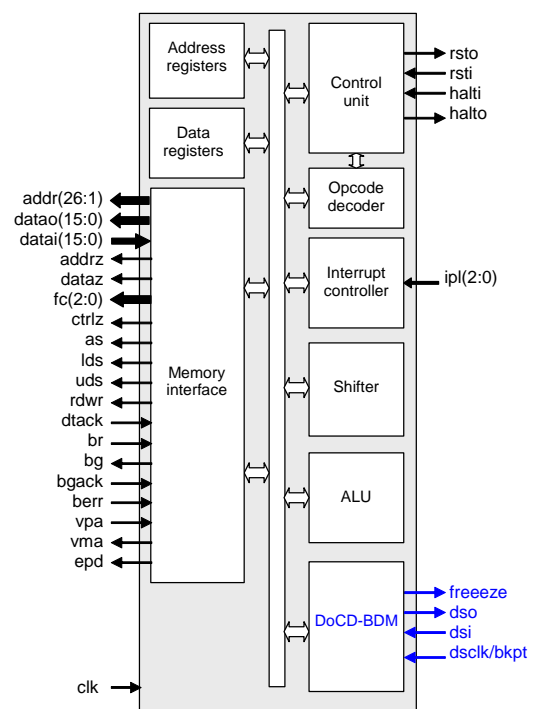 Address
registers
Data
registers
Control
unit
rsto
rsti
halti
halto
Opcode
decoder
addr(26:1)
datao(15:0)
datai(15:0)
addrz
dataz
fc(2:0)
ctrlz
as
lds
uds
rdwr
dtack
br
bg
bgack
berr
vpa
vma
epd
Memory
interface
Interrupt
controller
ipl(2:0)
Shifter
ALU
DoCD-BDM
freeeze
dso
dsi
dsclk/bkpt
clk